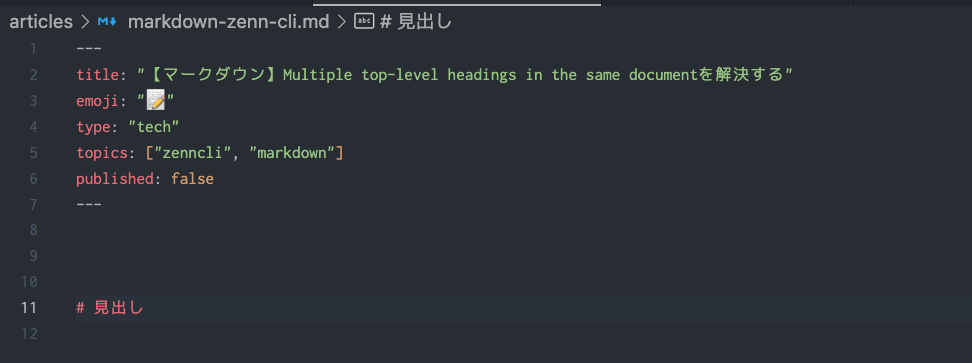 articles > markdown-zenn-cli.md > # 見出し
1 ---
2 title: "【マークダウン】Multiple top-level headings in the same documentを解決する"
3 emoji: "📝"
4 type: "tech"
5 topics: ["zenncli", "markdown"]
6 published: false
7 ---
8
9
10
11 # 見出し
12